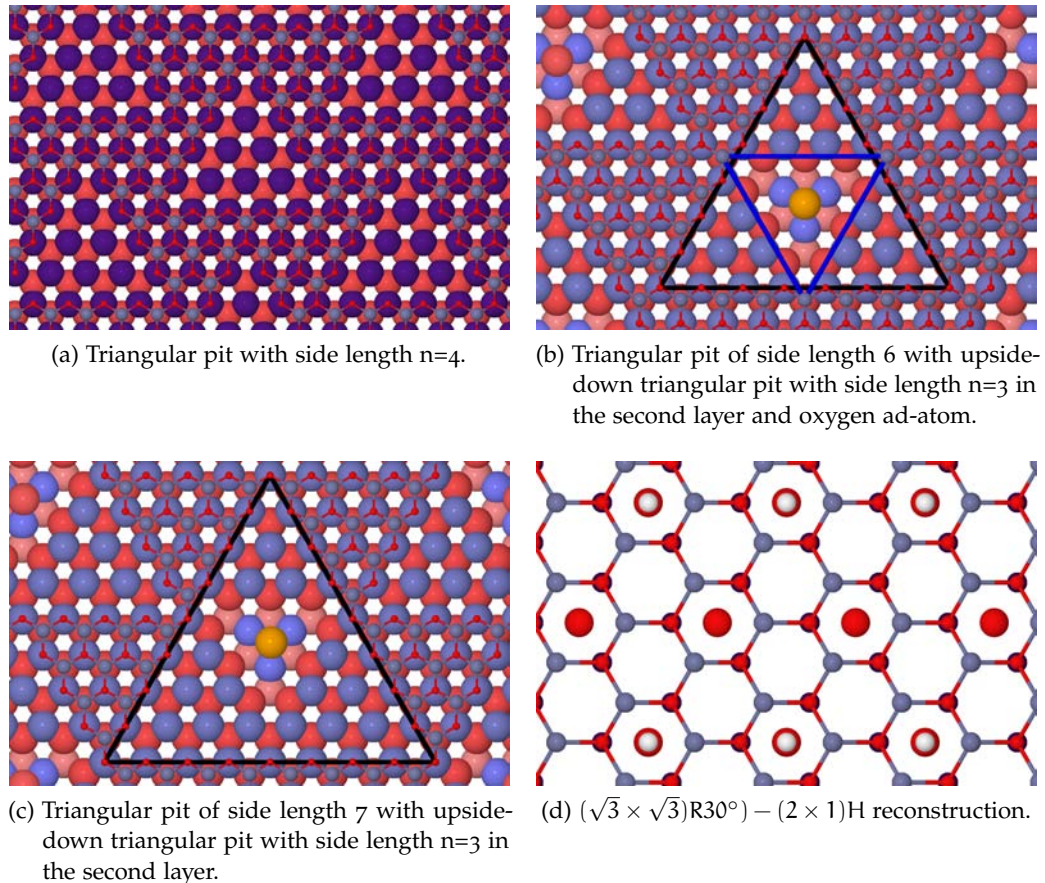 (a) Triangular pit with side length n=4.
(b) Triangular pit of side length 6 with upside-
down triangular pit with side length n=3 in
the second layer and oxygen ad-atom.
(c) Triangular pit of side length 7 with upside-
down triangular pit with side length n=3 in
the second layer.
(d) (√3 × √3)R30°) − (2 × 1)H reconstruction.